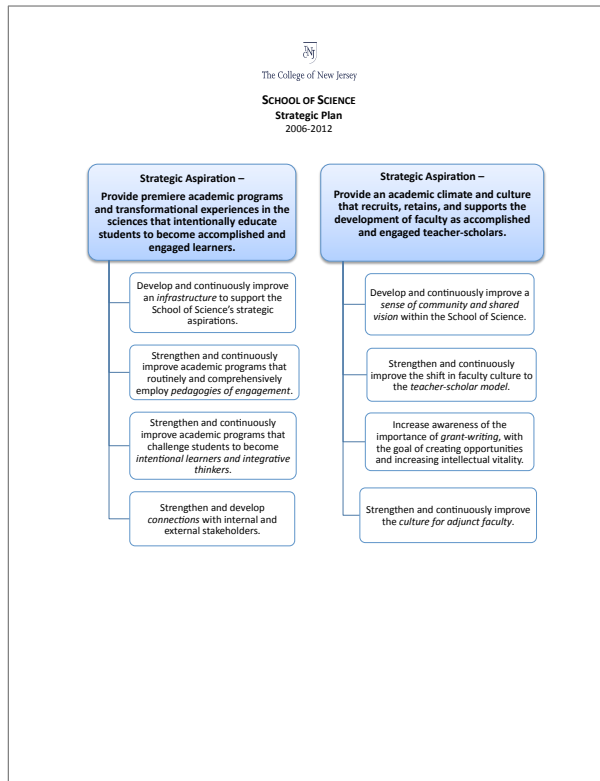 TCNJ
The College of New Jersey
SCHOOL OF SCIENCE
Strategic Plan
2006-2012
Strategic Aspiration –
Provide premiere academic programs
and transformational experiences in the
sciences that intentionally educate
students to become accomplished and
engaged learners.
Develop and continuously improve
an infrastructure to support the
School of Science's strategic
aspirations.
Strengthen and continuously
improve academic programs that
routinely and comprehensively
employ pedagogies of engagement.
Strengthen and continuously
improve academic programs that
challenge students to become
intentional learners and integrative
thinkers.
Strengthen and develop
connections with internal and
external stakeholders.
Strategic Aspiration –
Provide an academic climate and culture
that recruits, retains, and supports the
development of faculty as accomplished
and engaged teacher-scholars.
Develop and continuously improve a
sense of community and shared
vision within the School of Science.
Strengthen and continuously
improve the shift in faculty culture to
the teacher-scholar model.
Increase awareness of the
importance of grant-writing, with
the goal of creating opportunities
and increasing intellectual vitality.
Strengthen and continuously improve
the culture for adjunct faculty.